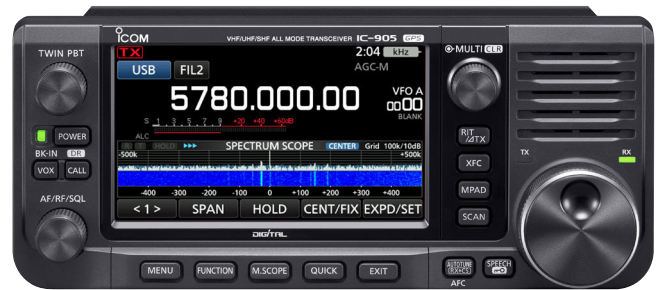 ICOM
VHF/UHF/SHF ALL MODE TRANSCEIVER IC-905 GPS
TWIN PBT
TX
2:04 kHz
MULTI CLR
USB FIL2
AGC-M
5780.000.00
VFO A
00
BLANK
S 1 3 5 7 9 +20 +40 +60dB
ALC
POWER
BK-IN DR
VOX CALL
R T HOLD SPECTRUM SCOPE CENTER Grid 100k/10dB
-500k +500k
-400 -300 -200 -100 0 +100 +200 +300 +400
AF/RF/SQL
<1> SPAN HOLD CENT/FIX EXPD/SET
DIGITAL
RIT
/⊿TX
XFC
MPAD
SCAN
TX RX
MENU FUNCTION M.SCOPE QUICK EXIT
AUTOTUNE
(RX→CS)
AFC
SPEECH